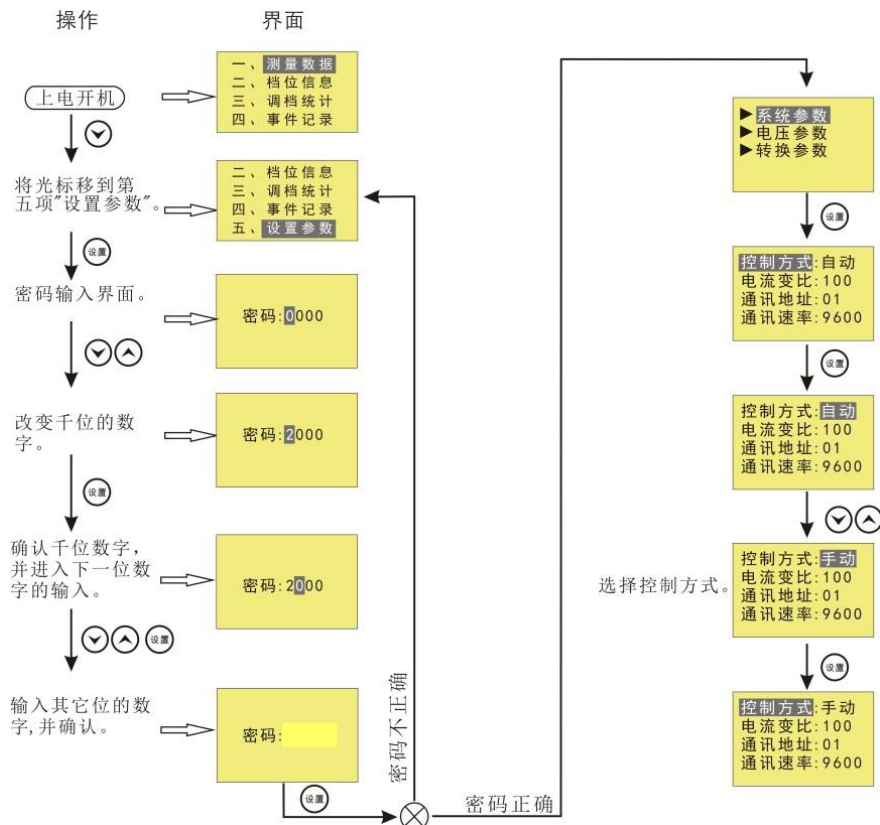 操作
界面
上电开机
一、测量数据
二、档位信息
三、调档统计
四、事件记录
将光标移到第
五项"设置参数"。
二、档位信息
三、调档统计
四、事件记录
五、设置参数
设置
密码输入界面。
密码:0000
改变千位的数
字。
密码:2000
设置
确认千位数字,
并进入下一位数
字的输入。
密码:2000
设置
输入其它位的数
字,并确认。
密码:
设置
密码不正确
密码正确
▶系统参数
▶电压参数
▶转换参数
设置
控制方式:自动
电流变比:100
通讯地址:01
通讯速率:9600
设置
控制方式:自动
电流变比:100
通讯地址:01
通讯速率:9600
选择控制方式。
控制方式:手动
电流变比:100
通讯地址:01
通讯速率:9600
设置
控制方式:手动
电流变比:100
通讯地址:01
通讯速率:9600